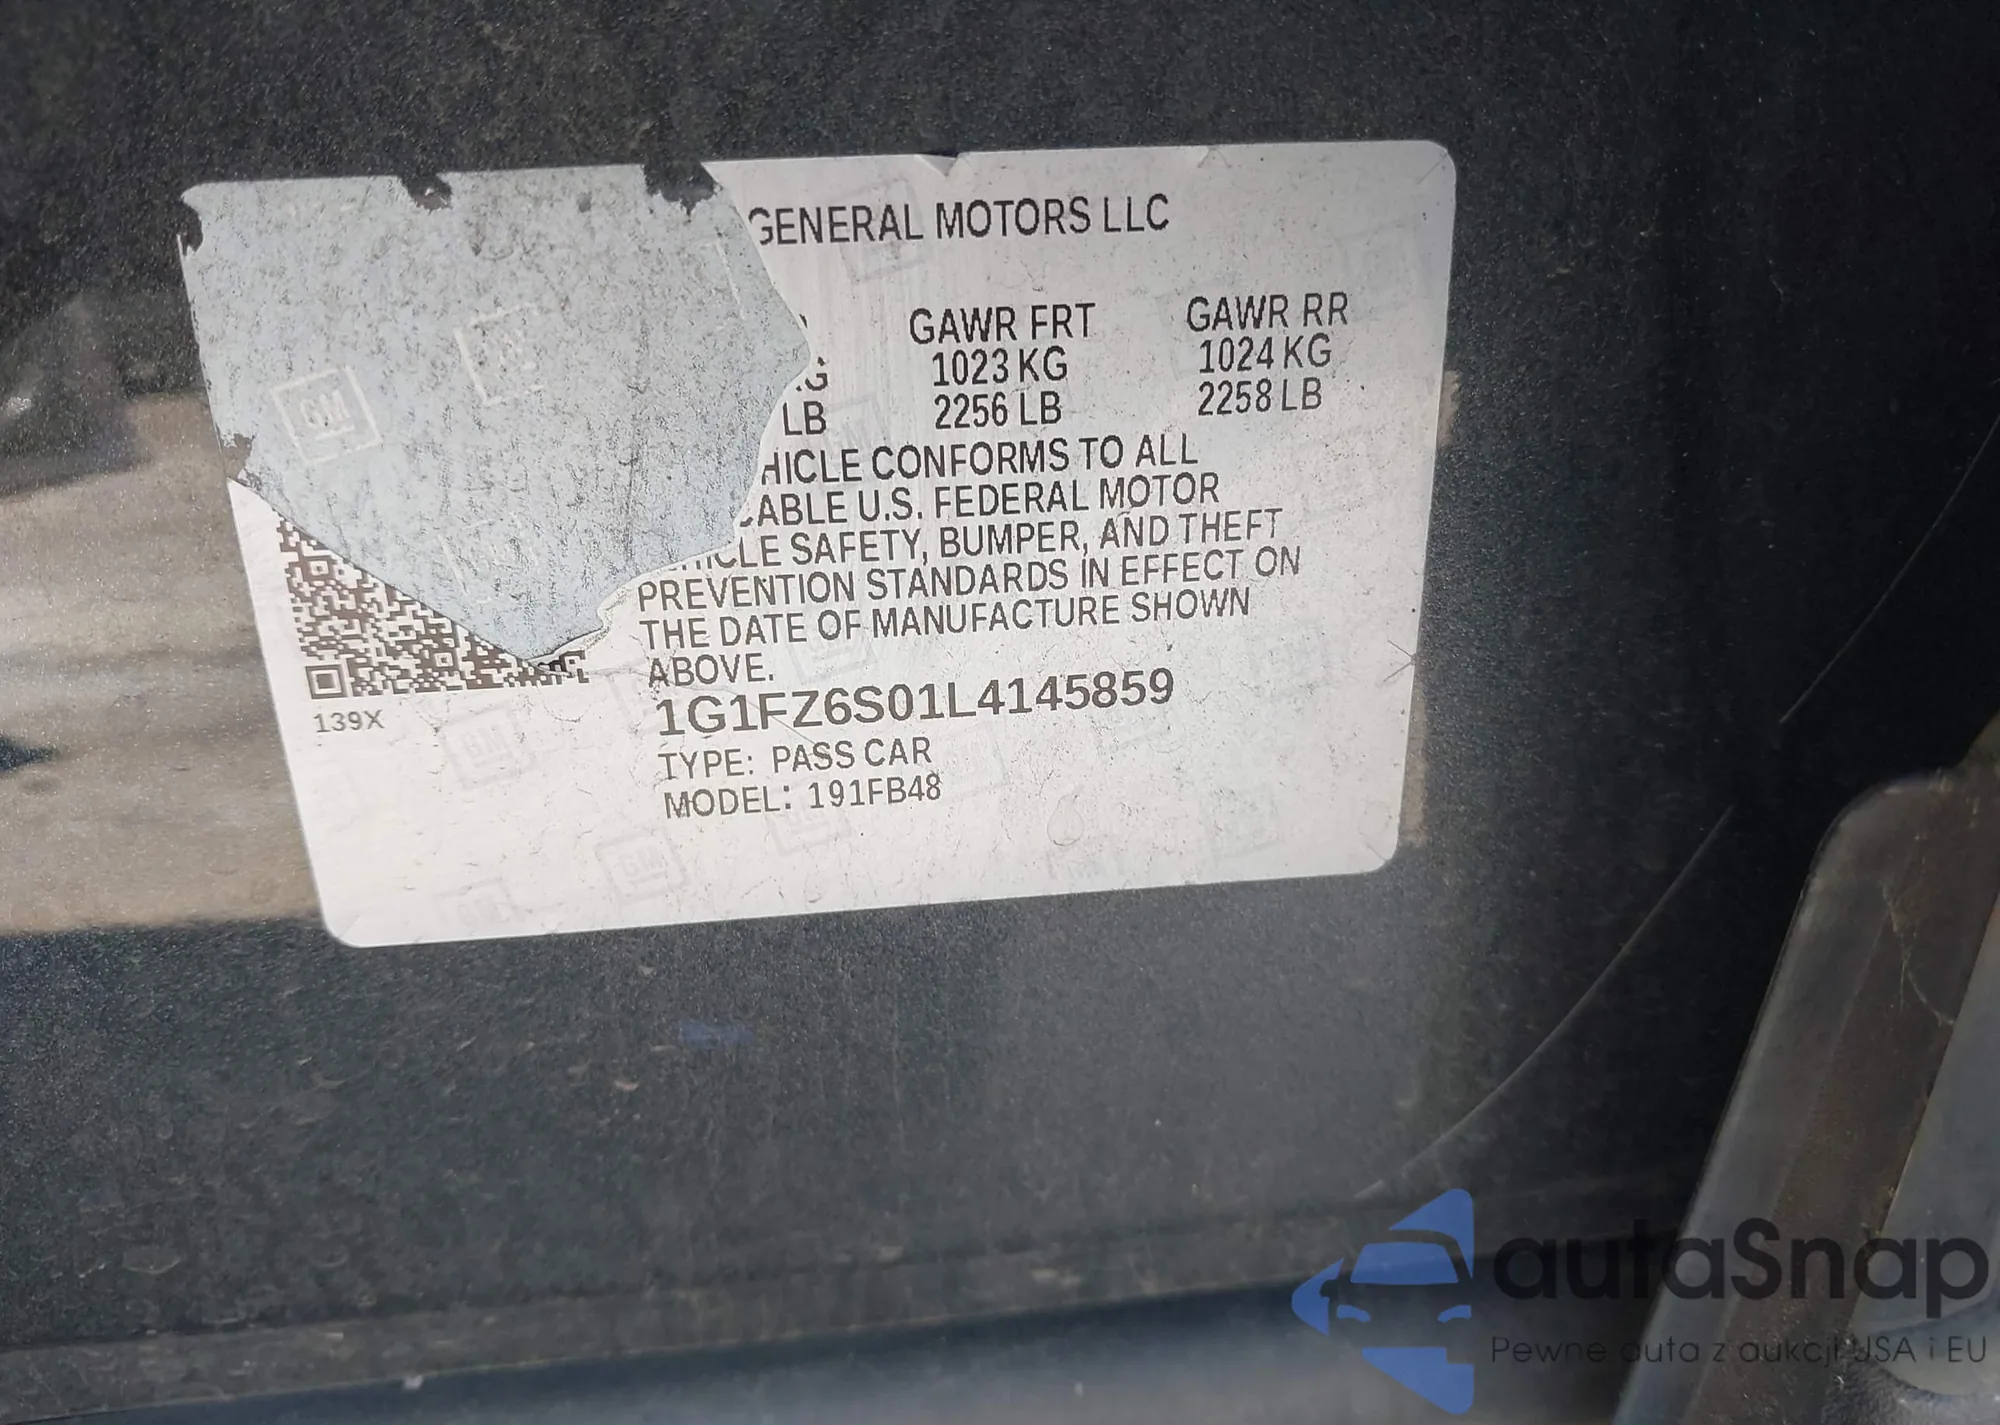 GENERAL MOTORS LLC
GAWR FRT GAWR RR
1023 KG 1024 KG
LB 2256 LB 2258 LB
HICLE CONFORMS TO ALL
ABLE U.S. FEDERAL MOTOR
HICLE SAFETY, BUMPER, AND THEFT
PREVENTION STANDARDS IN EFFECT ON
THE DATE OF MANUFACTURE SHOWN
ABOVE.
1G1FZ6S01L4145859
139X
TYPE: PASS CAR
MODEL: 191FB48
GM
autaSnap
Pewne auta z aukcji USA i EU